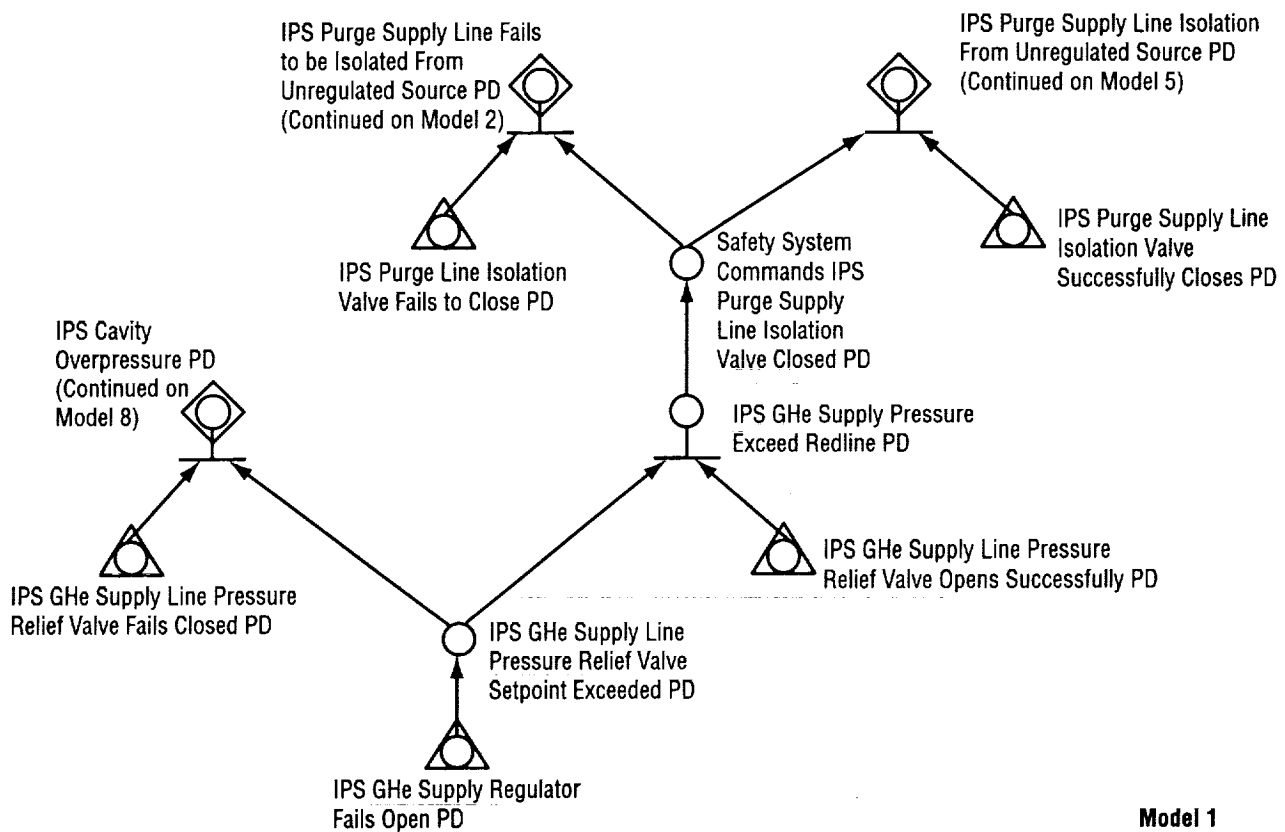 IPS Purge Supply Line Fails
to be Isolated From
Unregulated Source PD
(Continued on Model 2)
IPS Purge Supply Line Isolation
From Unregulated Source PD
(Continued on Model 5)
IPS Purge Line Isolation
Valve Fails to Close PD
Safety System
Commands IPS
Purge Supply
Line Isolation
Valve Closed PD
IPS Purge Supply Line
Isolation Valve
Successfully Closes PD
IPS Cavity
Overpressure PD
(Continued on
Model 8)
IPS GHe Supply Pressure
Exceed Redline PD
IPS GHe Supply Line Pressure
Relief Valve Fails Closed PD
IPS GHe Supply Line Pressure
Relief Valve Opens Successfully PD
IPS GHe Supply Line
Pressure Relief Valve
Setpoint Exceeded PD
IPS GHe Supply Regulator
Fails Open PD
Model 1